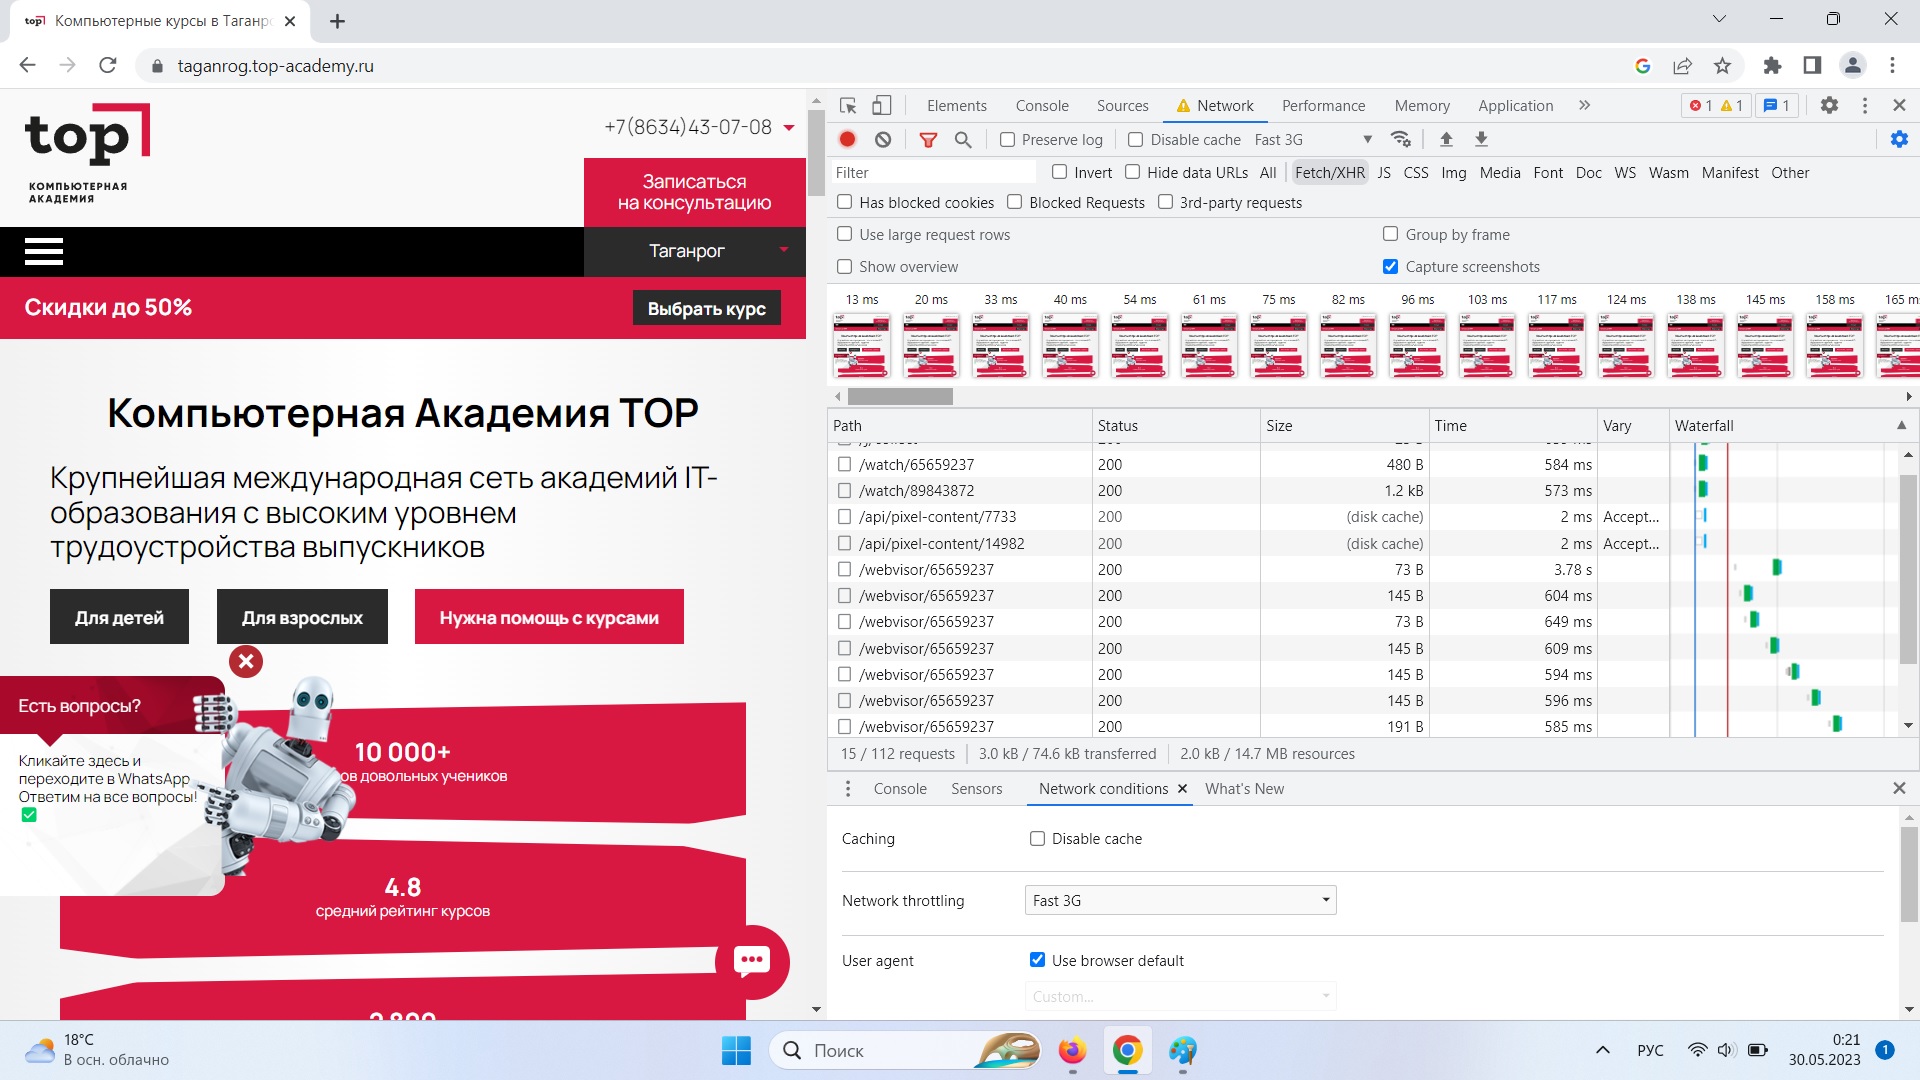 top
Компьютерные курсы в Таганро
taganrog.top-academy.ru
top
КОМПЬЮТЕРНАЯ
АКАДЕМИЯ
+7(8634)43-07-08
Записаться
на консультацию
Таганрог
Скидки до 50%
Выбрать курс
Компьютерная Академия TOP
Крупнейшая международная сеть академий IT-
образования с высоким уровнем
трудоустройства выпускников
Для детей
Для взрослых
Нужна помощь с курсами
Есть вопросы?
Кликайте здесь и
переходите в WhatsApp
Ответим на все вопросы!
10 000+
ов довольных учеников
4.8
средний рейтинг курсов
Elements Console Sources Network Performance Memory Application
1 1 1
Preserve log Disable cache Fast 3G
Filter Invert Hide data URLs All Fetch/XHR JS CSS Img Media Font Doc WS Wasm Manifest Other
Has blocked cookies Blocked Requests 3rd-party requests
Use large request rows Group by frame
Show overview Capture screenshots
13 ms 20 ms 33 ms 40 ms 54 ms 61 ms 75 ms 82 ms 96 ms 103 ms 117 ms 124 ms 138 ms 145 ms 158 ms 165 ms
Path Status Size Time Vary Waterfall
/watch/65659237 200 480 B 584 ms
/watch/89843872 200 1.2 kB 573 ms
/api/pixel-content/7733 200 (disk cache) 2 ms Accept...
/api/pixel-content/14982 200 (disk cache) 2 ms Accept...
/webvisor/65659237 200 73 B 3.78 s
/webvisor/65659237 200 145 B 604 ms
/webvisor/65659237 200 73 B 649 ms
/webvisor/65659237 200 145 B 609 ms
/webvisor/65659237 200 145 B 594 ms
/webvisor/65659237 200 145 B 596 ms
/webvisor/65659237 200 191 B 585 ms
15 / 112 requests 3.0 kB / 74.6 kB transferred 2.0 kB / 14.7 MB resources
Console Sensors Network conditions What's New
Caching Disable cache
Network throttling Fast 3G
User agent Use browser default
Custom...
18°C
В осн. облачно
Поиск
РУС
0:21
30.05.2023
1